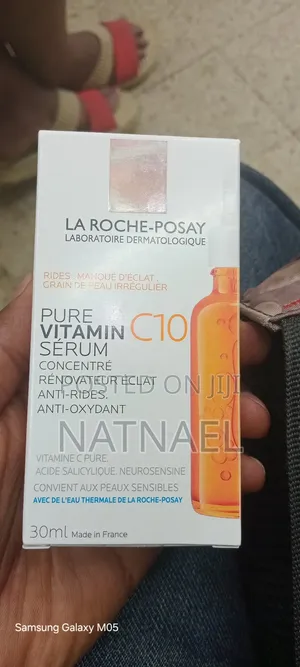 LA ROCHE-POSAY
LABORATOIRE DERMATOLOGIQUE
RIDES. MANQUE D'ÉCLAT.
GRAIN DE PEAU IRRÉGULIER
PURE
VITAMIN C10
SÉRUM
CONCENTRÉ
RÉNOVATEUR ÉCLAT
POSTED ON JIJI
ANTI-RIDES.
ANTI-OXYDANT
NATNAEL
VITAMINE C PURE.
ACIDE SALICYLIQUE. NEUROSENSINE
CONVIENT AUX PEAUX SENSIBLES
AVEC DE L'EAU THERMALE DE LA ROCHE-POSAY
30ml Made in France
Samsung Galaxy M05